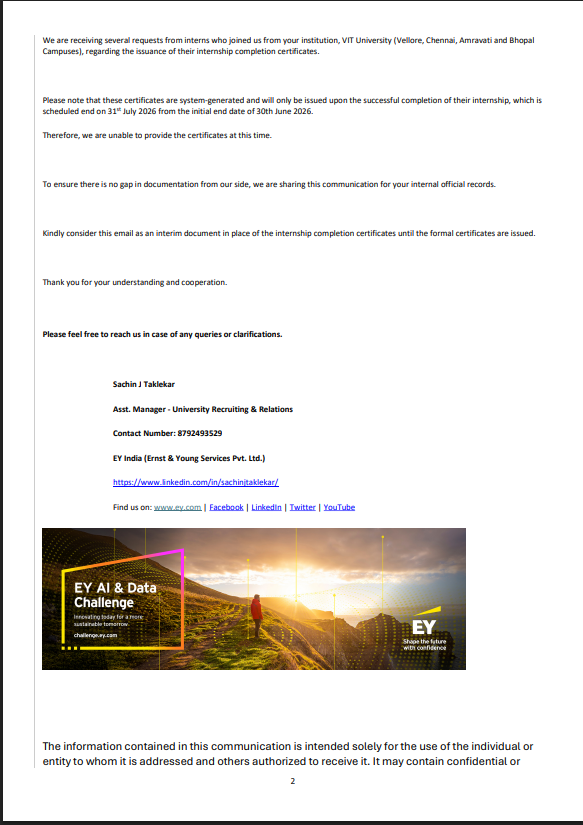 We are receiving several requests from interns who joined us from your institution, VIT University (Vellore, Chennai, Amravati and Bhopal
Campuses), regarding the issuance of their internship completion certificates.
Please note that these certificates are system-generated and will only be issued upon the successful completion of their internship, which is
scheduled end on 31st July 2026 from the initial end date of 30th June 2026.
Therefore, we are unable to provide the certificates at this time.
To ensure there is no gap in documentation from our side, we are sharing this communication for your internal official records.
Kindly consider this email as an interim document in place of the internship completion certificates until the formal certificates are issued.
Thank you for your understanding and cooperation.
Please feel free to reach us in case of any queries or clarifications.
Sachin J Taklekar
Asst. Manager - University Recruiting & Relations
Contact Number: 8792493529
EY India (Ernst & Young Services Pvt. Ltd.)
https://www.linkedin.com/in/sachinjtaklekar/
Find us on: www.ey.com | Facebook | LinkedIn | Twitter | YouTube
EY AI & Data
Challenge
Innovating today for a more
sustainable tomorrow.
challenge.ey.com
EY
Shape the future
with confidence
The information contained in this communication is intended solely for the use of the individual or
entity to whom it is addressed and others authorized to receive it. It may contain confidential or
2